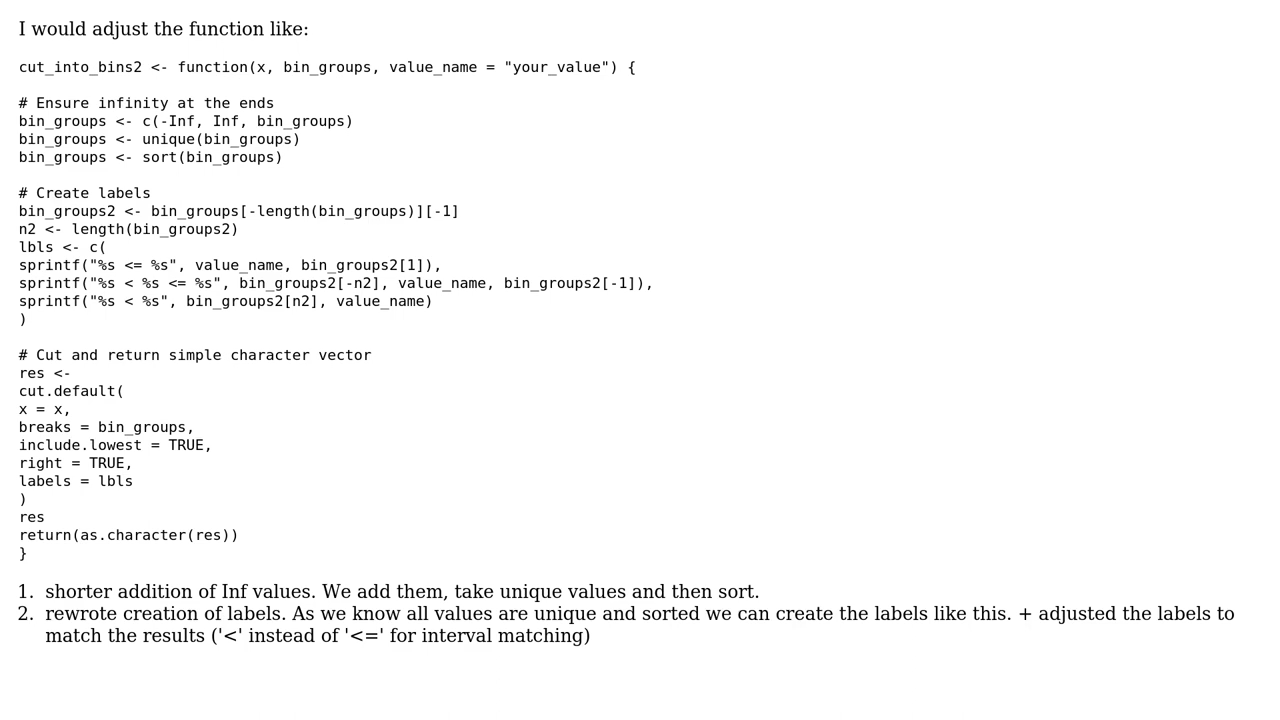 I would adjust the function like:
cut_into_bins2 <- function(x, bin_groups, value_name = "your_value") {
# Ensure infinity at the ends
bin_groups <- c(-Inf, Inf, bin_groups)
bin_groups <- unique(bin_groups)
bin_groups <- sort(bin_groups)
# Create labels
bin_groups2 <- bin_groups[-length(bin_groups)][-1]
n2 <- length(bin_groups2)
lbls <- c(
sprintf("%s <= %s", value_name, bin_groups2[1]),
sprintf("%s < %s <= %s", bin_groups2[-n2], value_name, bin_groups2[-1]),
sprintf("%s < %s", bin_groups2[n2], value_name)
)
# Cut and return simple character vector
res <-
cut.default(
x = x,
breaks = bin_groups,
include.lowest = TRUE,
right = TRUE,
labels = lbls
)
res
return(as.character(res))
}
1. shorter addition of Inf values. We add them, take unique values and then sort.
2. rewrote creation of labels. As we know all values are unique and sorted we can create the labels like this. + adjusted the labels to
match the results ('<' instead of '<=' for interval matching)